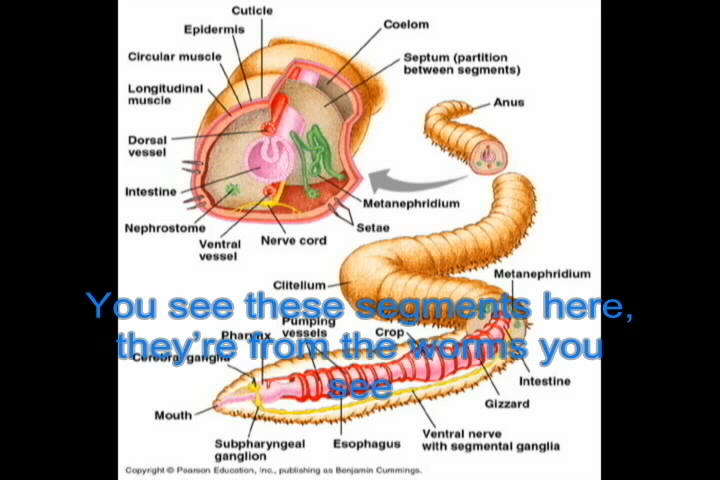 Cuticle
Epidermis
Coelom
Circular muscle
Septum (partition
between segments)
Longitudinal
muscle
Anus
Dorsal
vessel
Intestine
Metanephridium
Nephrostome
Setae
Ventral
vessel
Nerve cord
Metanephridium
Clitellum
You see these segments here,
they're from the worms you
see
Pumping
vessels
Pharynx
Crop
Cerebral ganglia
Intestine
Gizzard
Mouth
Ventral nerve
with segmental ganglia
Subpharyngeal
ganglion
Esophagus
Copyright © Pearson Education, Inc., publishing as Benjamin Cummings.